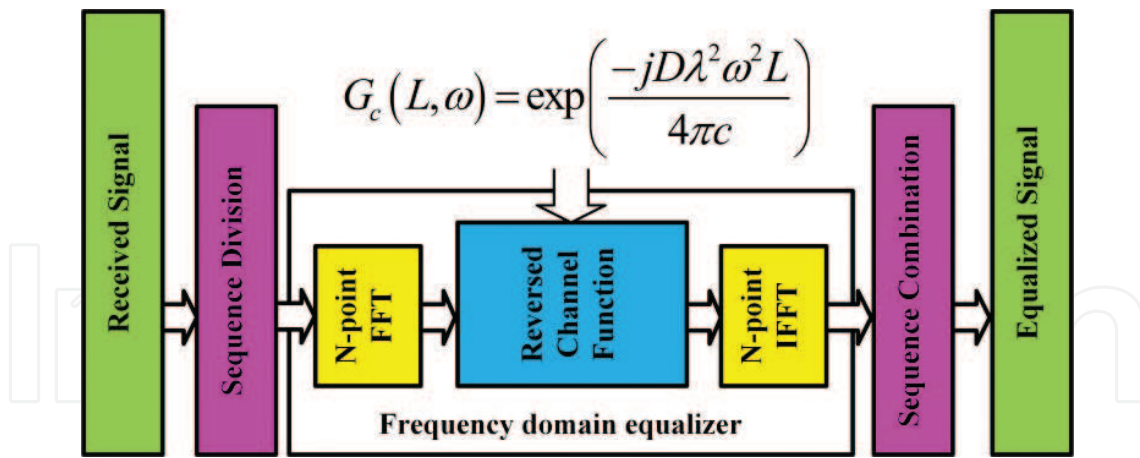 Received Signal
Sequence Division
G_c(L,ω)=exp(-jDλ²ω²L / 4πc)
N-point
FFT
Reversed
Channel
Function
N-point
IFFT
Frequency domain equalizer
Sequence Combination
Equalized Signal